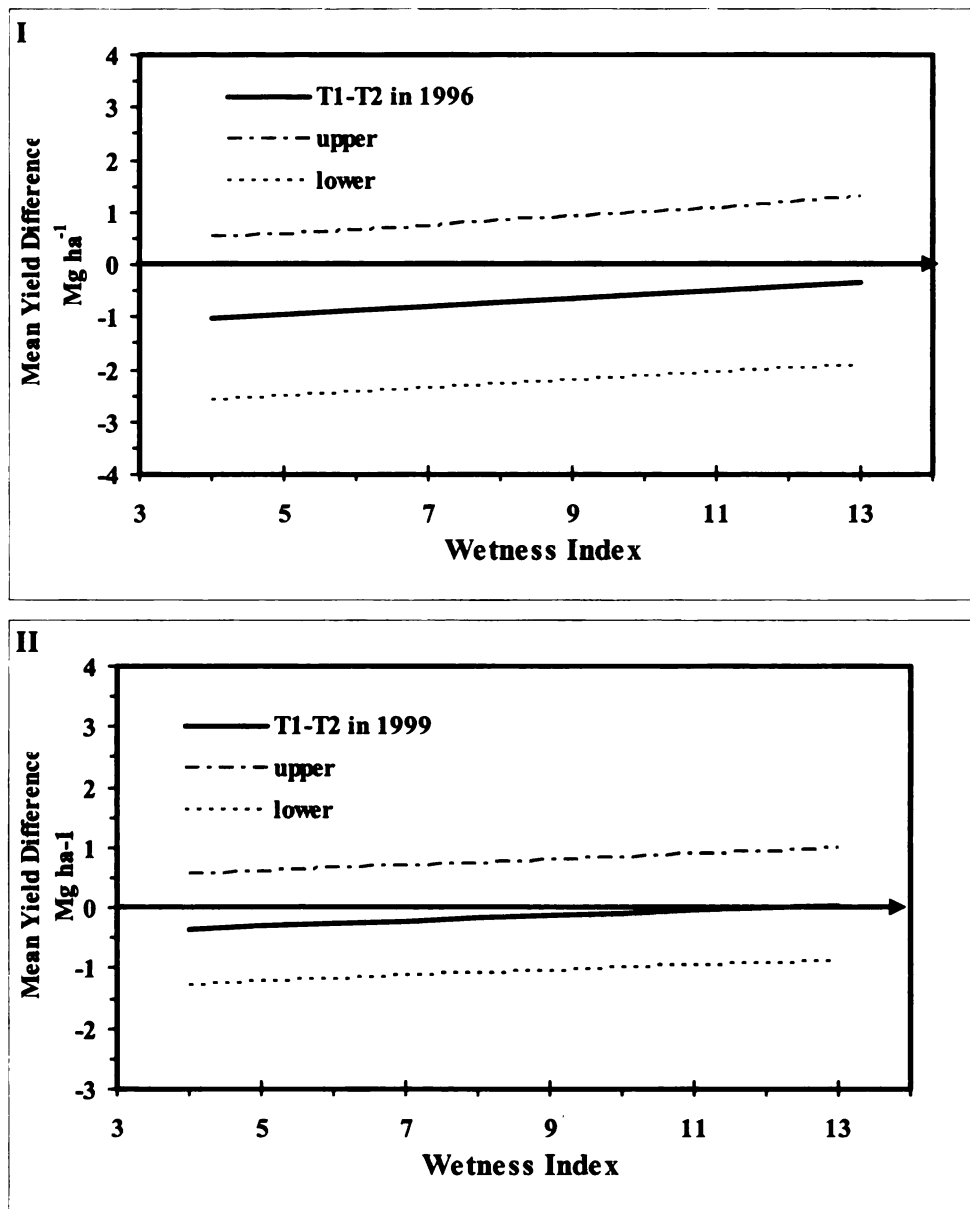 I
Mean Yield Difference
Mg ha⁻¹
4
3
2
1
0
-1
-2
-3
-4
T1-T2 in 1996
upper
lower
3 5 7 9 11 13
Wetness Index
II
Mean Yield Difference
Mg ha-1
4
3
2
1
0
-1
-2
-3
T1-T2 in 1999
upper
lower
3 5 7 9 11 13
Wetness Index